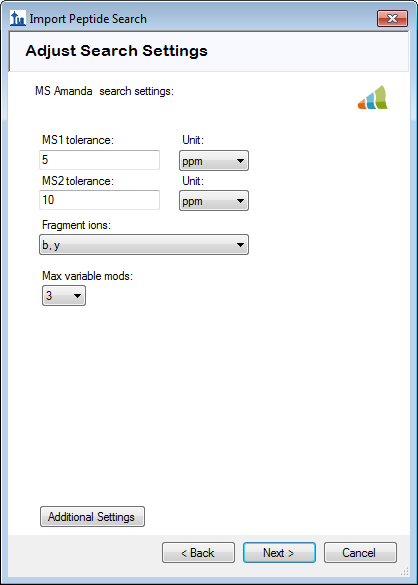 Import Peptide Search
Adjust Search Settings
MS Amanda search settings:
MS1 tolerance: Unit:
5 ppm
MS2 tolerance: Unit:
10 ppm
Fragment ions:
b, y
Max variable mods:
3
Additional Settings
< Back Next > Cancel